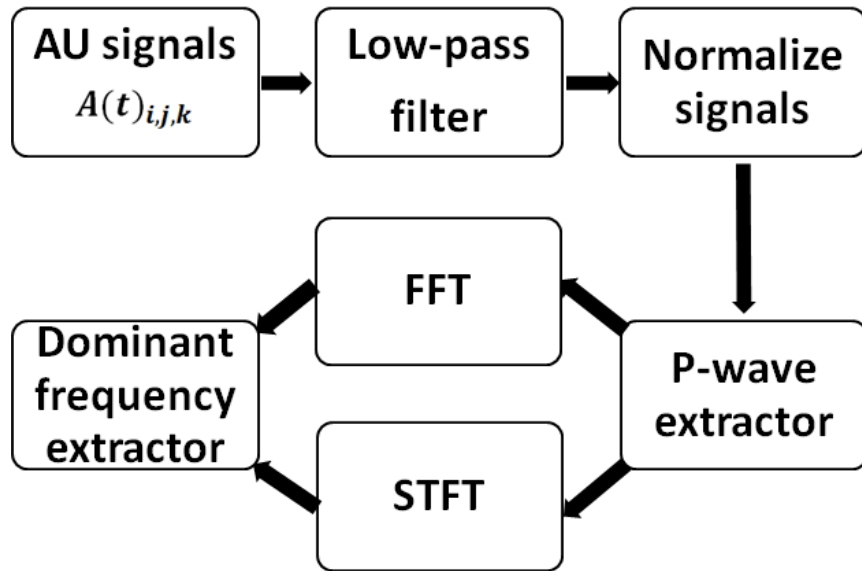 AU signals
A(t)i,j,k
Low-pass
filter
Normalize
signals
FFT
Dominant
frequency
extractor
P-wave
extractor
STFT